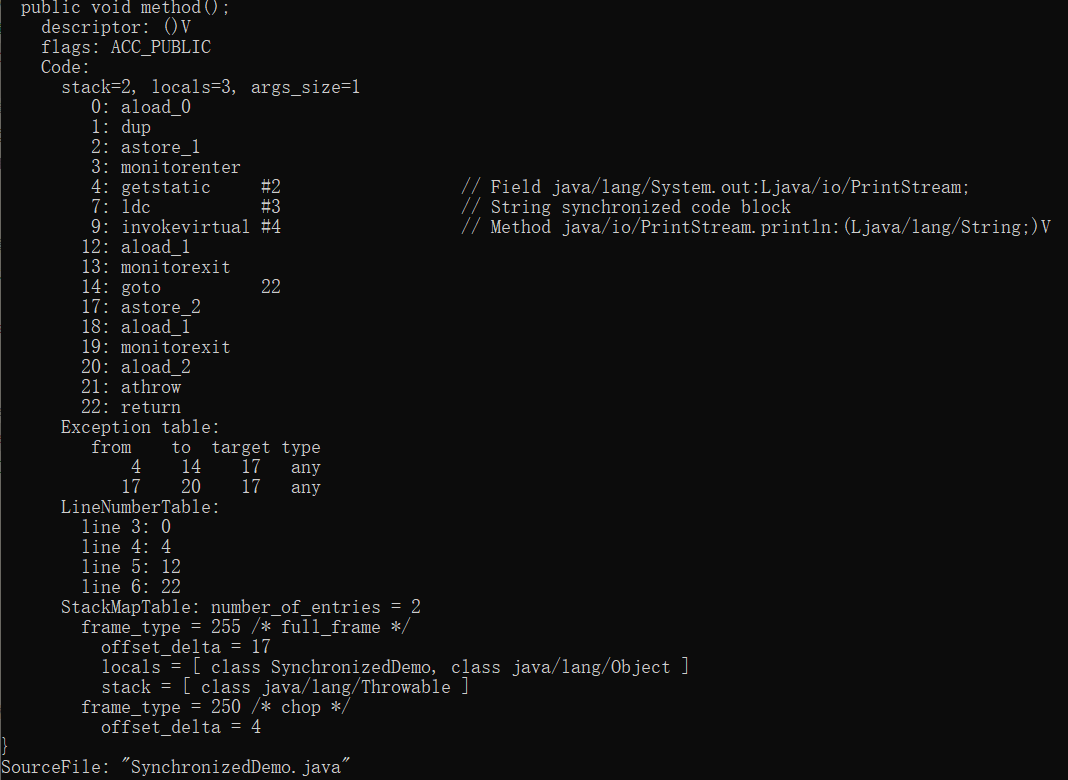 public void method();
descriptor: ()V
flags: ACC_PUBLIC
Code:
stack=2, locals=3, args_size=1
0: aload_0
1: dup
2: astore_1
3: monitorenter
4: getstatic #2 // Field java/lang/System.out:Ljava/io/PrintStream;
7: ldc #3 // String synchronized code block
9: invokevirtual #4 // Method java/io/PrintStream.println:(Ljava/lang/String;)V
12: aload_1
13: monitorexit
14: goto 22
17: astore_2
18: aload_1
19: monitorexit
20: aload_2
21: athrow
22: return
Exception table:
from to target type
4 14 17 any
17 20 17 any
LineNumberTable:
line 3: 0
line 4: 4
line 5: 12
line 6: 22
StackMapTable: number_of_entries = 2
frame_type = 255 /* full_frame */
offset_delta = 17
locals = [ class SynchronizedDemo, class java/lang/Object ]
stack = [ class java/lang/Throwable ]
frame_type = 250 /* chop */
offset_delta = 4
}
SourceFile: "SynchronizedDemo.java"